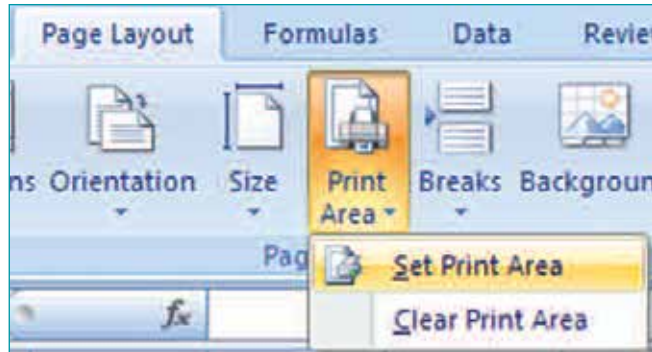 Page Layout Formulas Data Revie
ns Orientation Size Print Area Breaks Backgroun
Pag
Set Print Area
fx
Clear Print Area